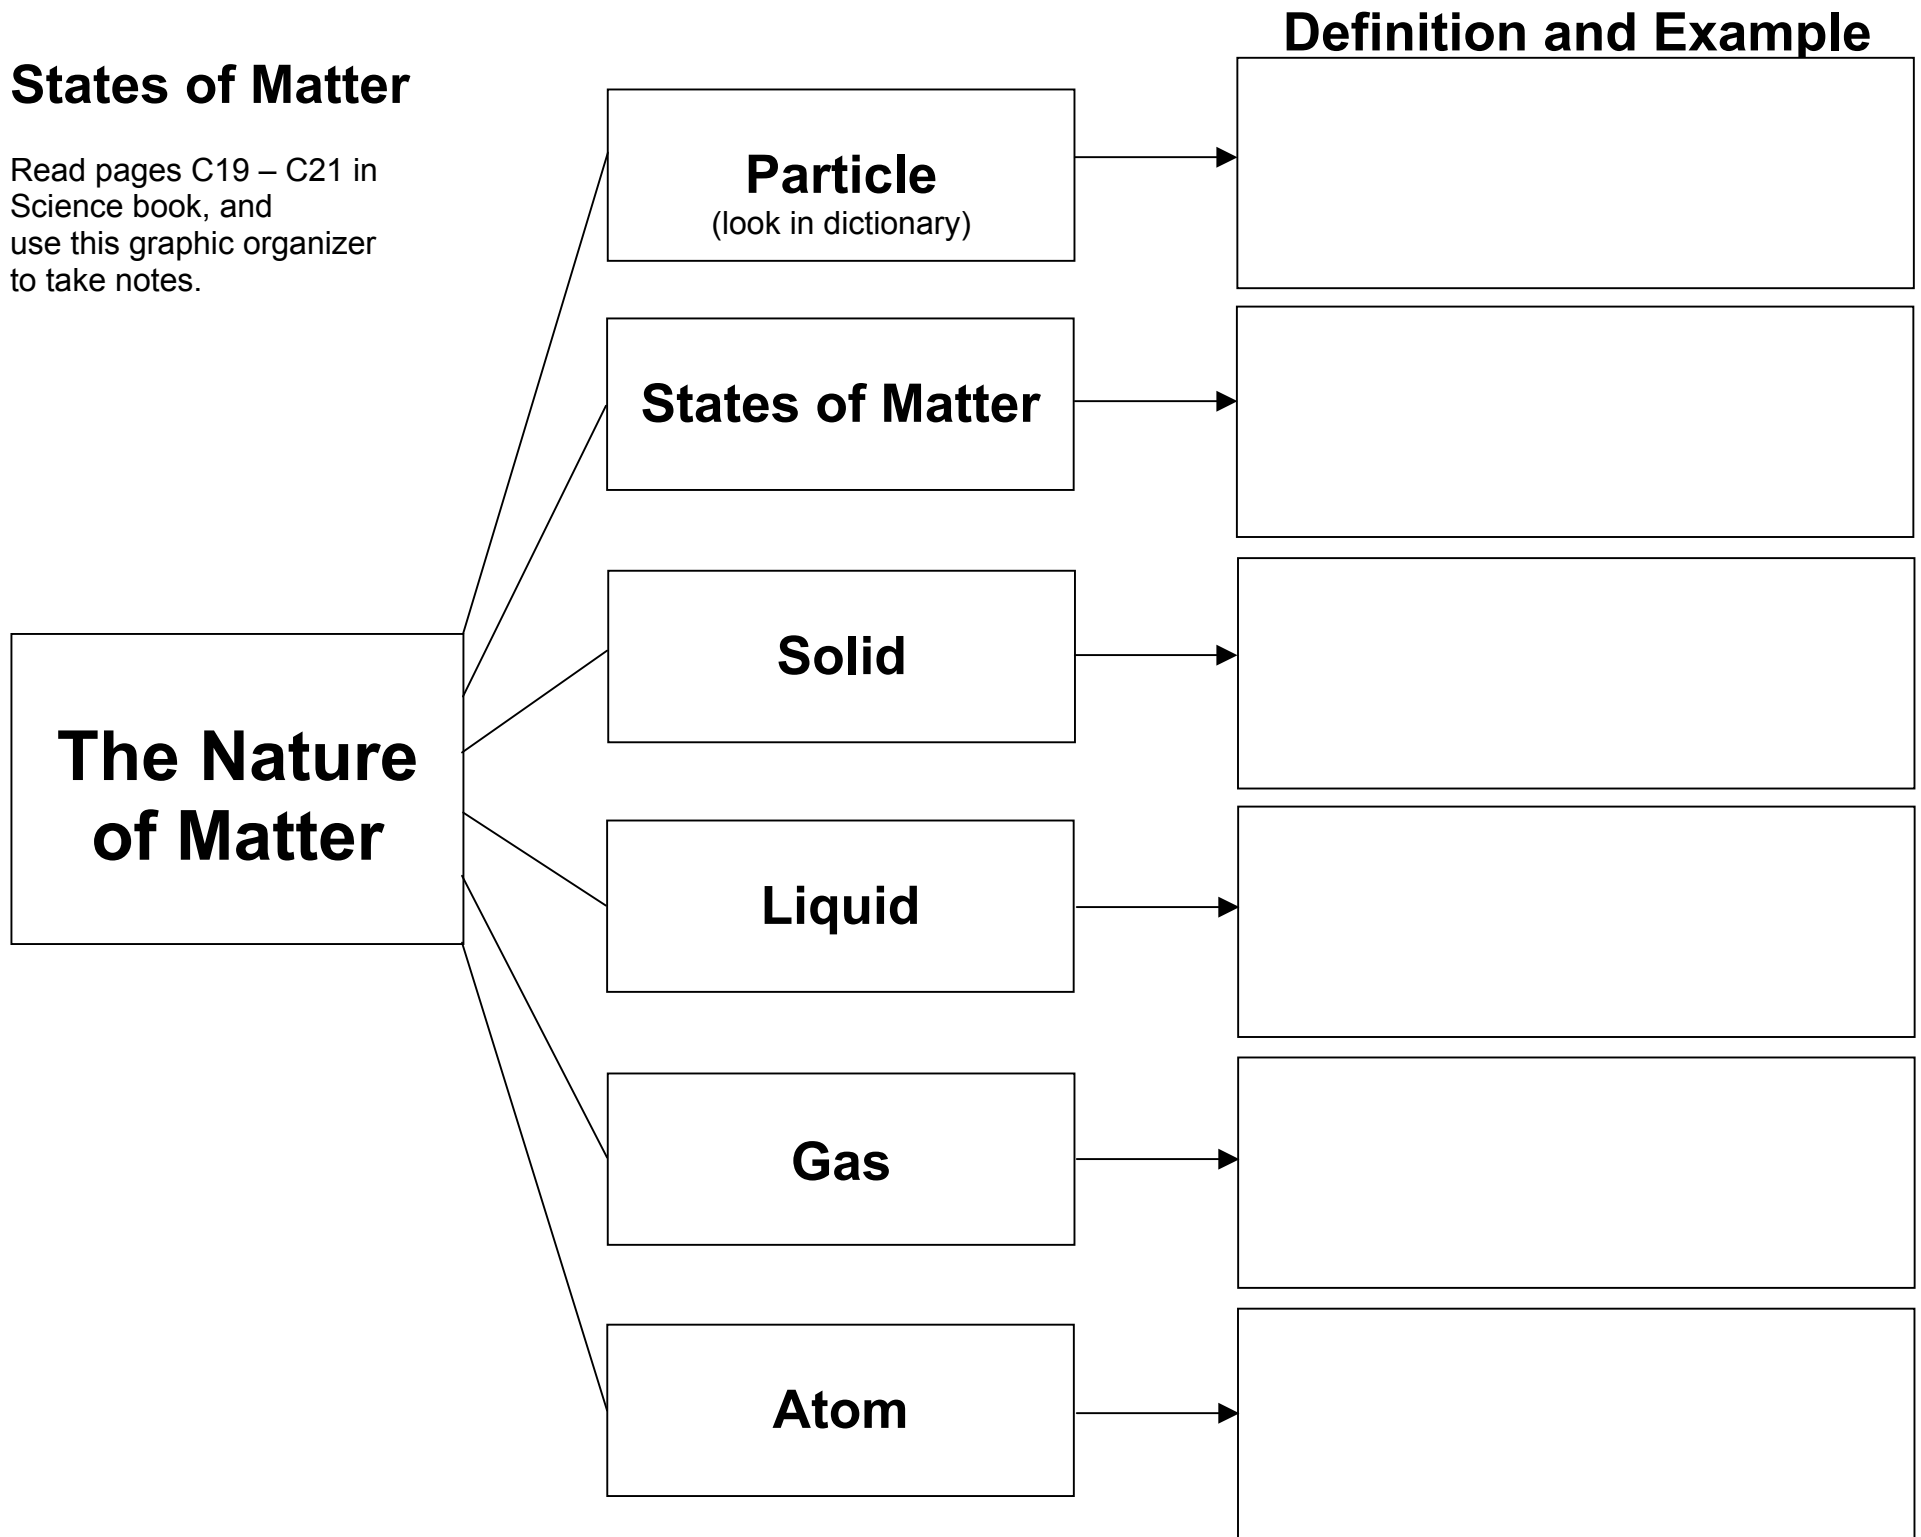 Definition and Example
States of Matter
Read pages C19 – C21 in
Science book, and
use this graphic organizer
to take notes.
Particle
(look in dictionary)
States of Matter
Solid
The Nature
of Matter
Liquid
Gas
Atom